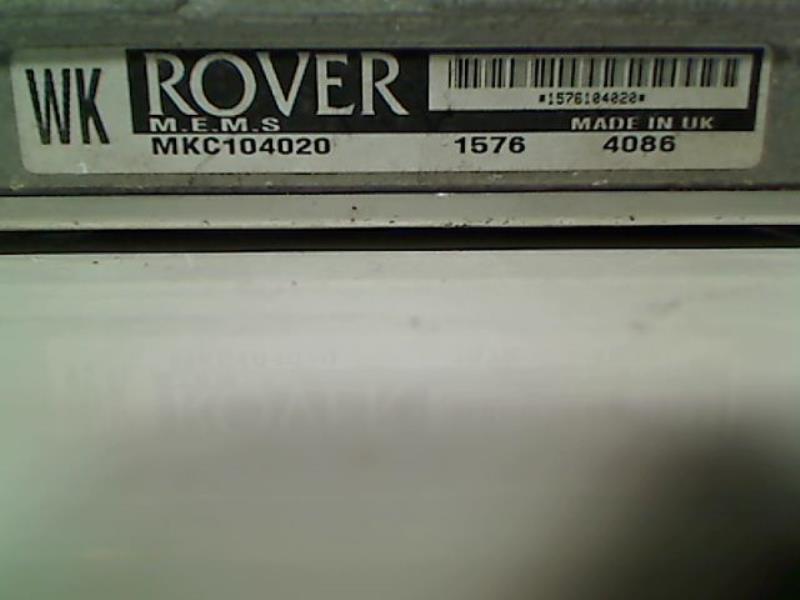 WK
ROVER
*1576104020*
M.E.M.S MADE IN UK
MKC104020 1576 4086